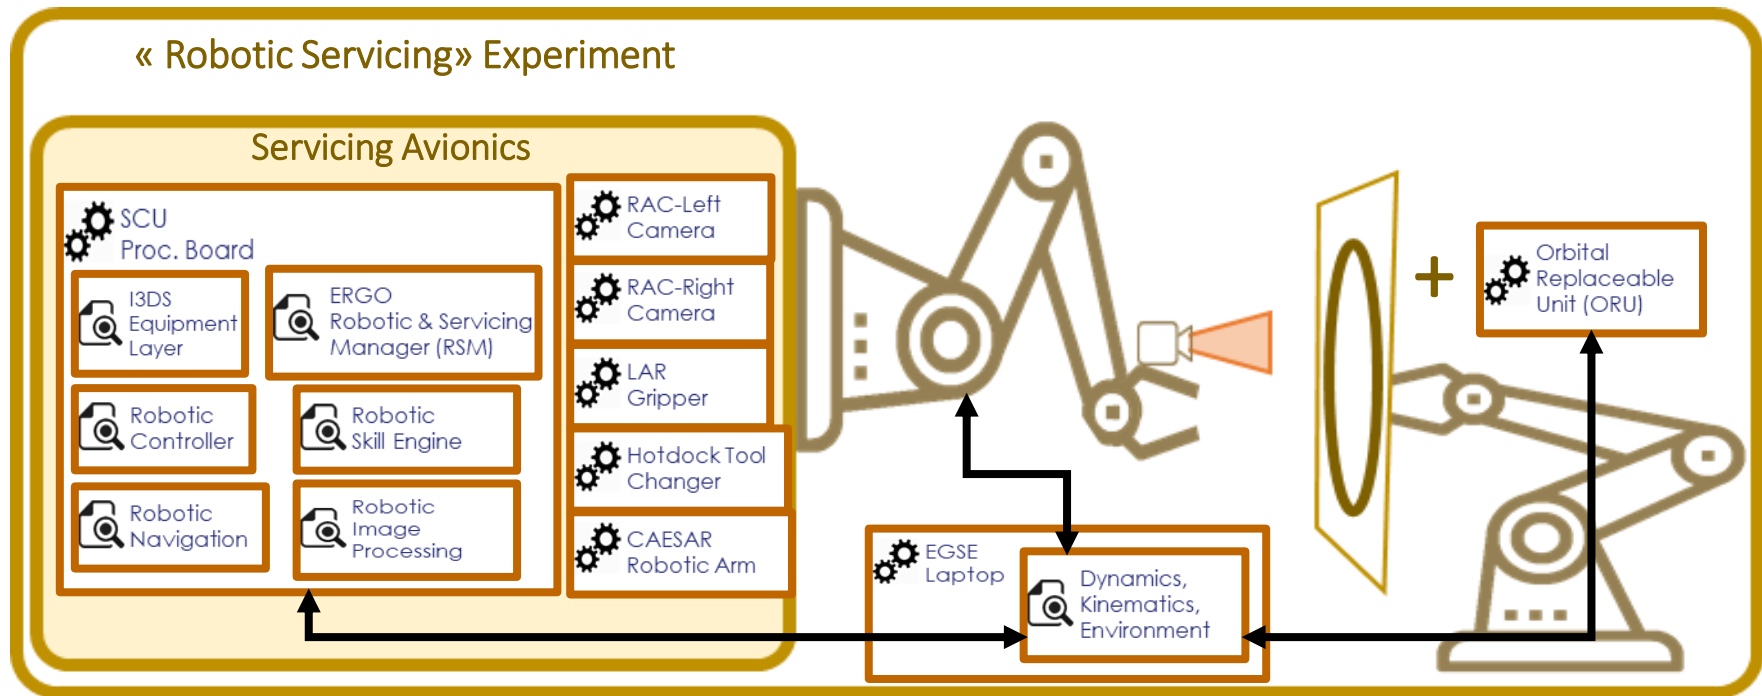 « Robotic Servicing» Experiment
Servicing Avionics
SCU
Proc. Board
I3DS
Equipment
Layer
ERGO
Robotic & Servicing
Manager (RSM)
Robotic
Controller
Robotic
Skill Engine
Robotic
Navigation
Robotic
Image
Processing
RAC-Left
Camera
RAC-Right
Camera
LAR
Gripper
Hotdock Tool
Changer
CAESAR
Robotic Arm
EGSE
Laptop
Dynamics,
Kinematics,
Environment
+
Orbital
Replaceable
Unit (ORU)